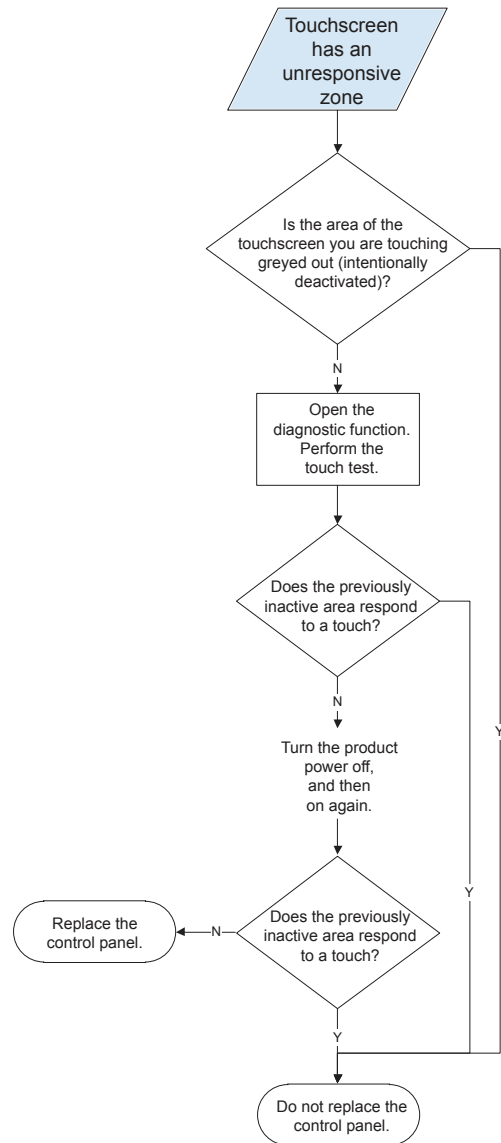 Touchscreen
has an
unresponsive
zone
Is the area of the
touchscreen you are touching
greyed out (intentionally
deactivated)?
N
Open the
diagnostic function.
Perform the
touch test.
Does the previously
inactive area respond
to a touch?
N
Y
Turn the product
power off,
and then
on again.
Y
Does the previously
inactive area respond
to a touch?
N
Replace the
control panel.
Y
Do not replace the
control panel.